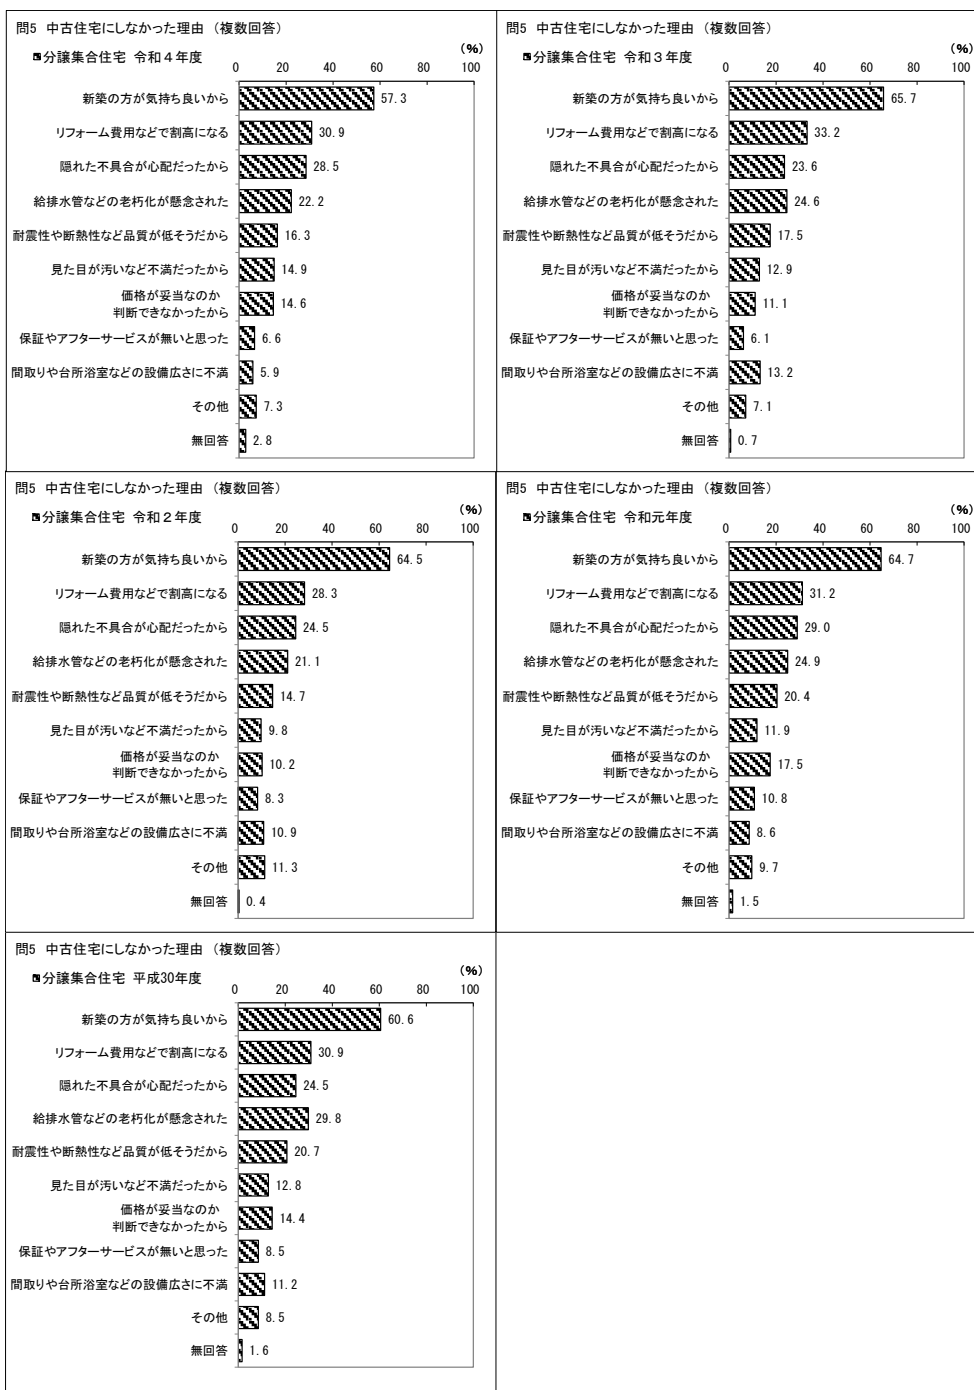 問5 中古住宅にしなかった理由 (複数回答)
(%)
分譲集合住宅 令和4年度
0 20 40 60 80 100
新築の方が気持ち良いから 57.3
リフォーム費用などで割高になる 30.9
隠れた不具合が心配だったから 28.5
給排水管などの老朽化が懸念された 22.2
耐震性や断熱性など品質が低そうだから 16.3
見た目が汚いなど不満だったから 14.9
価格が妥当なのか
判断できなかったから 14.6
保証やアフターサービスが無いと思った 6.6
間取りや台所浴室などの設備広さに不満 5.9
その他 7.3
無回答 2.8
問5 中古住宅にしなかった理由 (複数回答)
(%)
分譲集合住宅 令和3年度
0 20 40 60 80 100
新築の方が気持ち良いから 65.7
リフォーム費用などで割高になる 33.2
隠れた不具合が心配だったから 23.6
給排水管などの老朽化が懸念された 24.6
耐震性や断熱性など品質が低そうだから 17.5
見た目が汚いなど不満だったから 12.9
価格が妥当なのか
判断できなかったから 11.1
保証やアフターサービスが無いと思った 6.1
間取りや台所浴室などの設備広さに不満 13.2
その他 7.1
無回答 0.7
問5 中古住宅にしなかった理由 (複数回答)
(%)
分譲集合住宅 令和2年度
0 20 40 60 80 100
新築の方が気持ち良いから 64.5
リフォーム費用などで割高になる 28.3
隠れた不具合が心配だったから 24.5
給排水管などの老朽化が懸念された 21.1
耐震性や断熱性など品質が低そうだから 14.7
見た目が汚いなど不満だったから 9.8
価格が妥当なのか
判断できなかったから 10.2
保証やアフターサービスが無いと思った 8.3
間取りや台所浴室などの設備広さに不満 10.9
その他 11.3
無回答 0.4
問5 中古住宅にしなかった理由 (複数回答)
(%)
分譲集合住宅 令和元年度
0 20 40 60 80 100
新築の方が気持ち良いから 64.7
リフォーム費用などで割高になる 31.2
隠れた不具合が心配だったから 29.0
給排水管などの老朽化が懸念された 24.9
耐震性や断熱性など品質が低そうだから 20.4
見た目が汚いなど不満だったから 11.9
価格が妥当なのか
判断できなかったから 17.5
保証やアフターサービスが無いと思った 10.8
間取りや台所浴室などの設備広さに不満 8.6
その他 9.7
無回答 1.5
問5 中古住宅にしなかった理由 (複数回答)
(%)
分譲集合住宅 平成30年度
0 20 40 60 80 100
新築の方が気持ち良いから 60.6
リフォーム費用などで割高になる 30.9
隠れた不具合が心配だったから 24.5
給排水管などの老朽化が懸念された 29.8
耐震性や断熱性など品質が低そうだから 20.7
見た目が汚いなど不満だったから 12.8
価格が妥当なのか
判断できなかったから 14.4
保証やアフターサービスが無いと思った 8.5
間取りや台所浴室などの設備広さに不満 11.2
その他 8.5
無回答 1.6